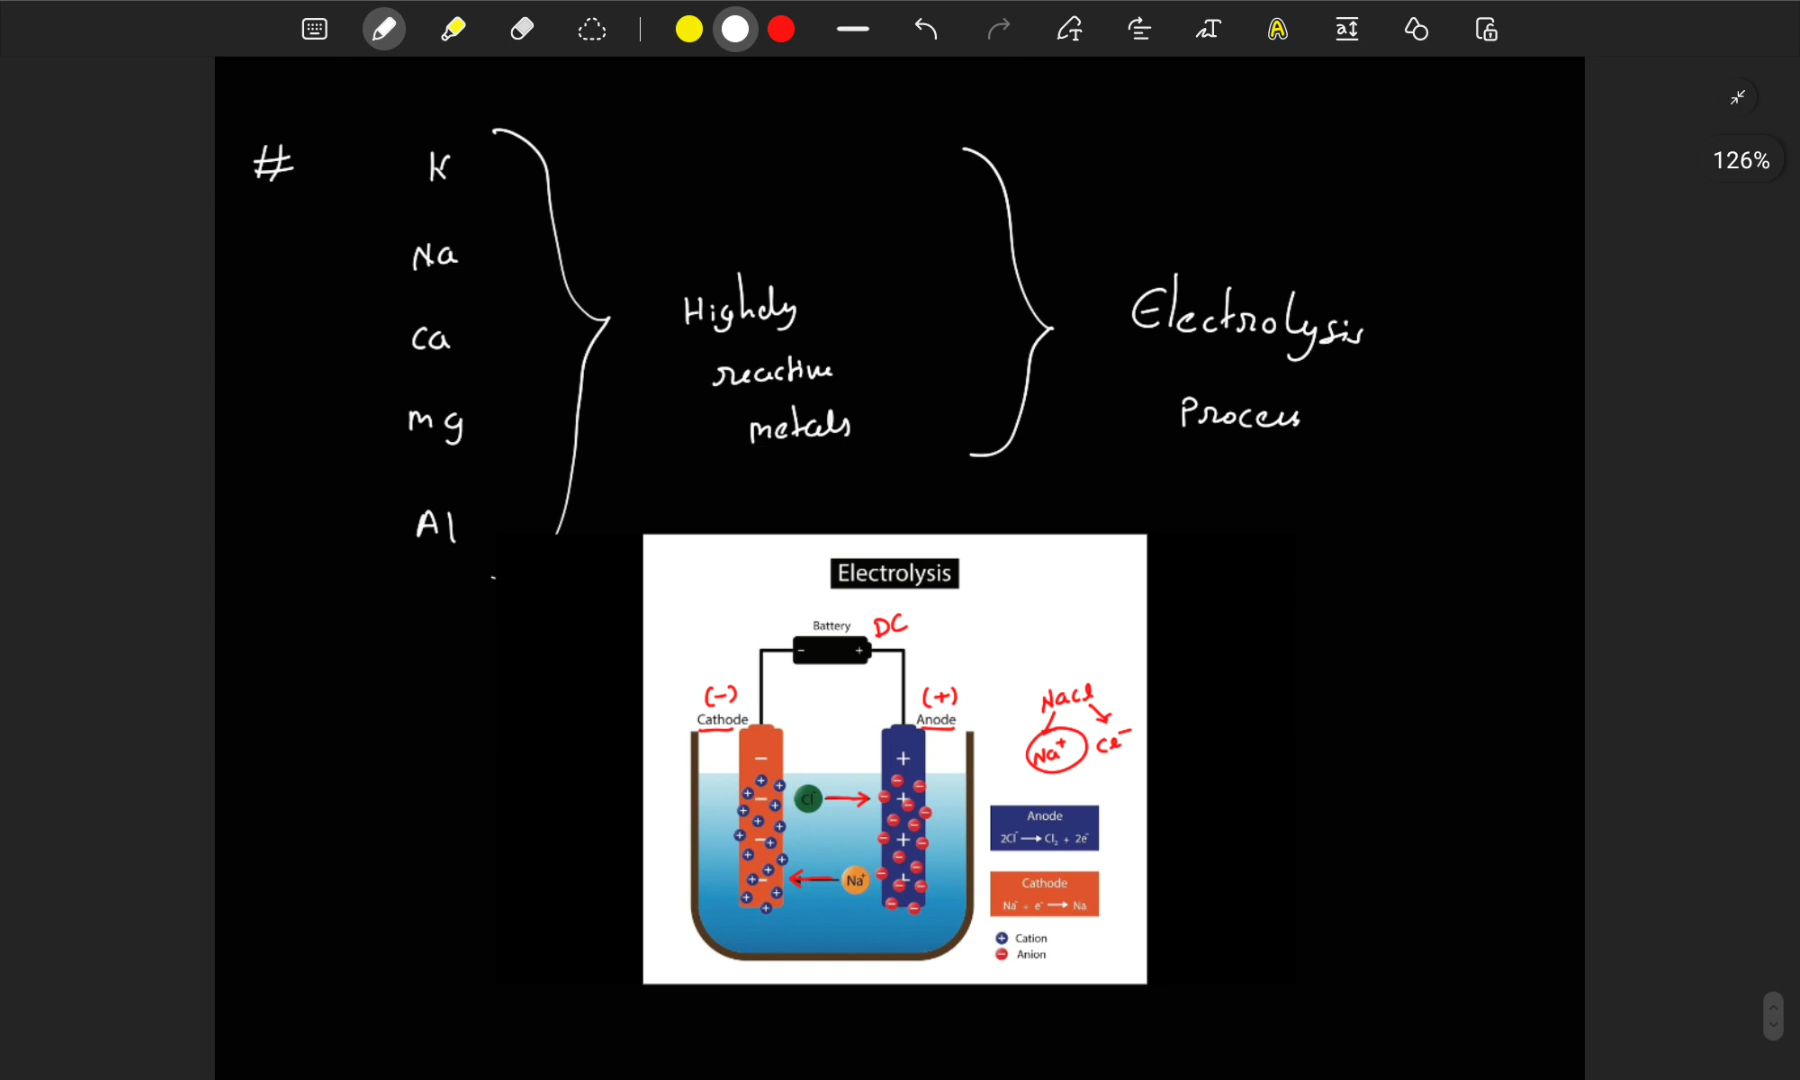 126%
# K
Na
Ca
mg
Al
Highly
reactive
metals
Electrolysis
Process
Electrolysis
Battery DC
- +
(-) (+)
Cathode Anode
NaCl
Na⁺ Cl⁻
Cl⁻
Na⁺
Anode
2Cl⁻ → Cl₂ + 2e⁻
Cathode
Na⁺ + e⁻ → Na
+ Cation
- Anion